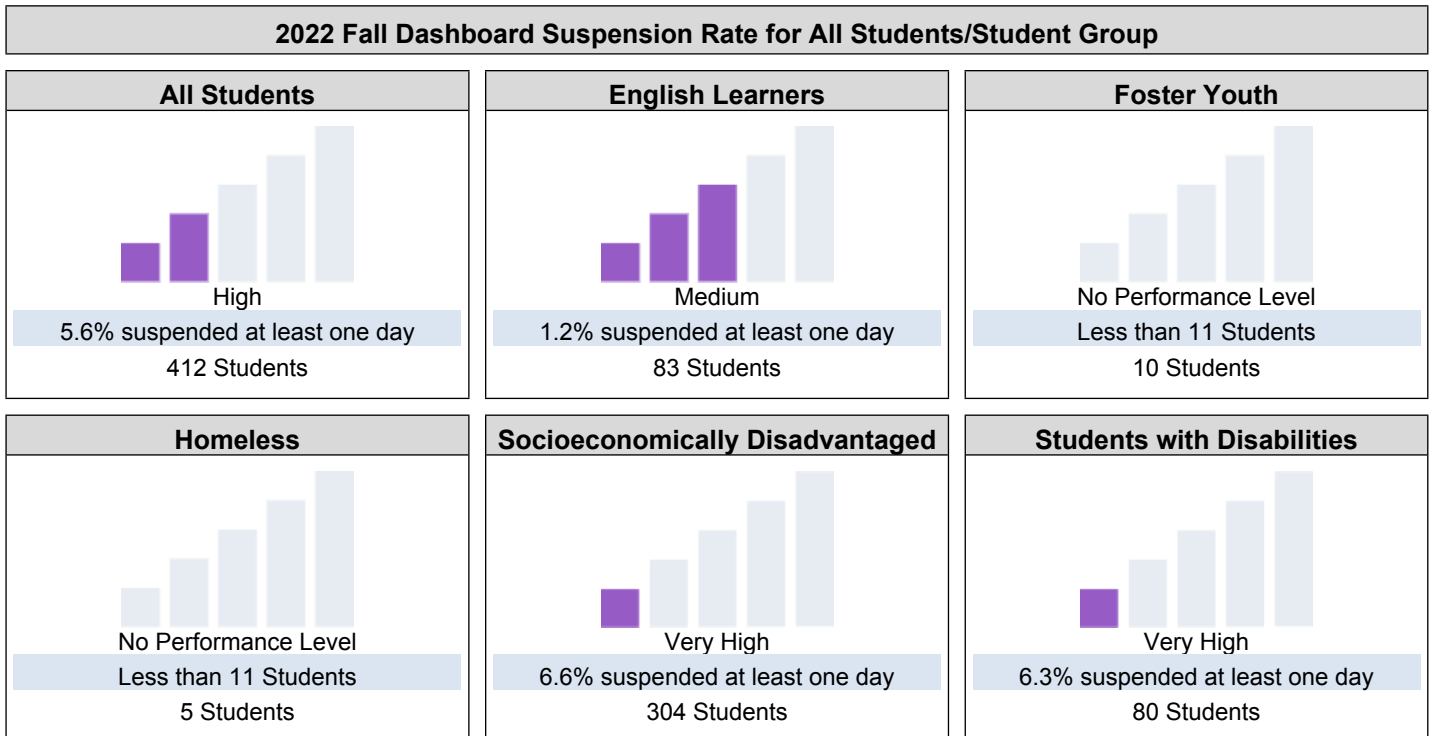 2022 Fall Dashboard Suspension Rate for All Students/Student Group
All Students
High
5.6% suspended at least one day
412 Students
English Learners
Medium
1.2% suspended at least one day
83 Students
Foster Youth
No Performance Level
Less than 11 Students
10 Students
Homeless
No Performance Level
Less than 11 Students
5 Students
Socioeconomically Disadvantaged
Very High
6.6% suspended at least one day
304 Students
Students with Disabilities
Very High
6.3% suspended at least one day
80 Students